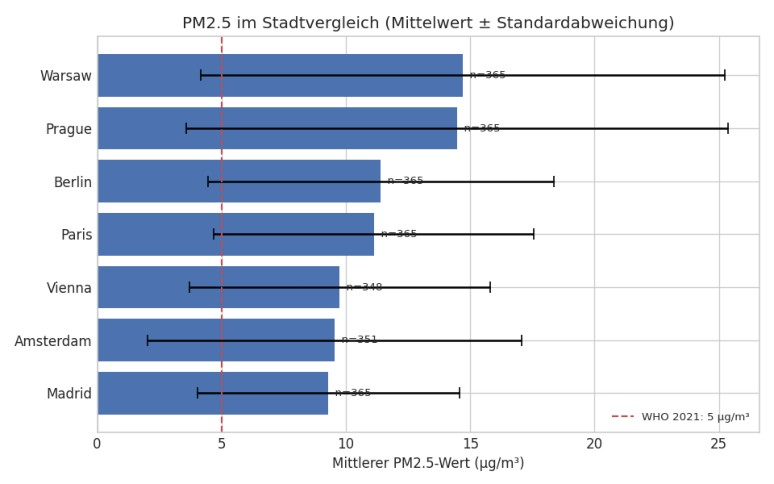 PM2.5 im Stadtvergleich (Mittelwert ± Standardabweichung)
Warsaw n=365
Prague n=365
Berlin n=365
Paris n=365
Vienna n=348
Amsterdam n=351
Madrid n=365
WHO 2021: 5 µg/m³
0 5 10 15 20 25
Mittlerer PM2.5-Wert (µg/m³)